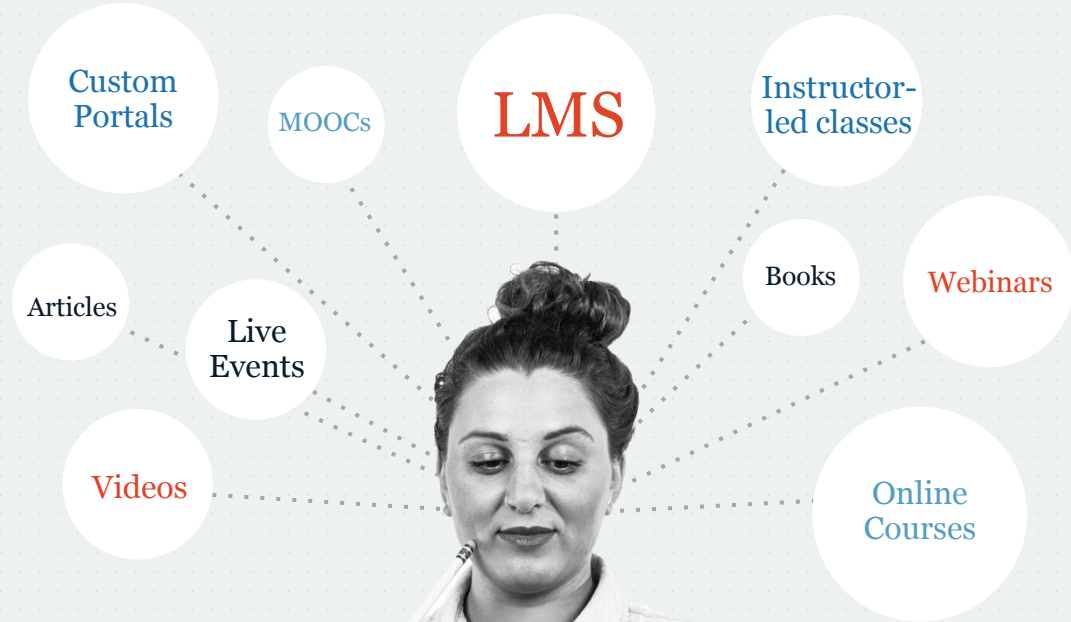 Custom
Portals
MOOCs
LMS
Instructor-
led classes
Articles
Live
Events
Books
Webinars
Videos
Online
Courses